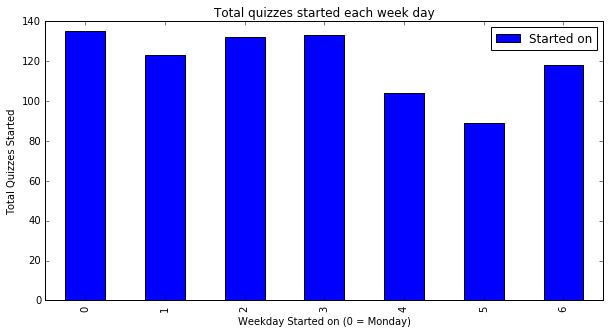 Total quizzes started each week day
Started on
Total Quizzes Started
140
120
100
80
60
40
20
0
0 1 2 3 4 5 6
Weekday Started on (0 = Monday)